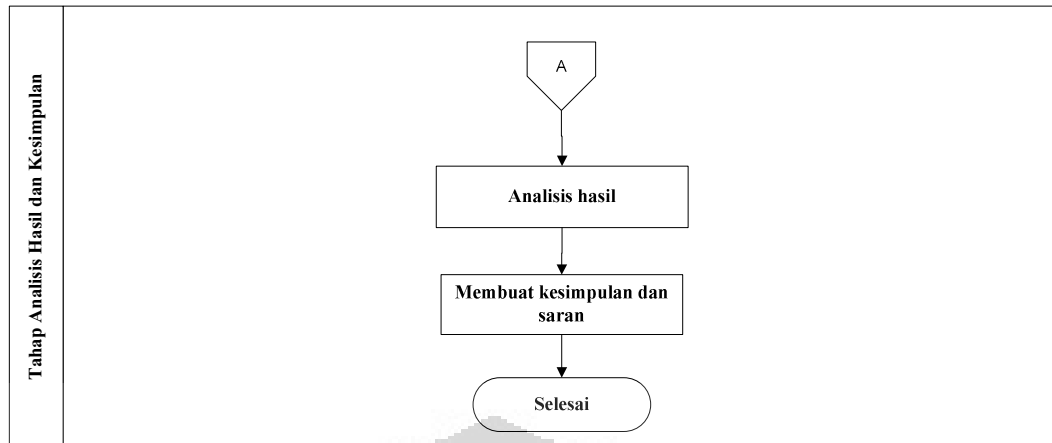 Tahap Analisis Hasil dan Kesimpulan
A
Analisis hasil
Membuat kesimpulan dan
saran
Selesai